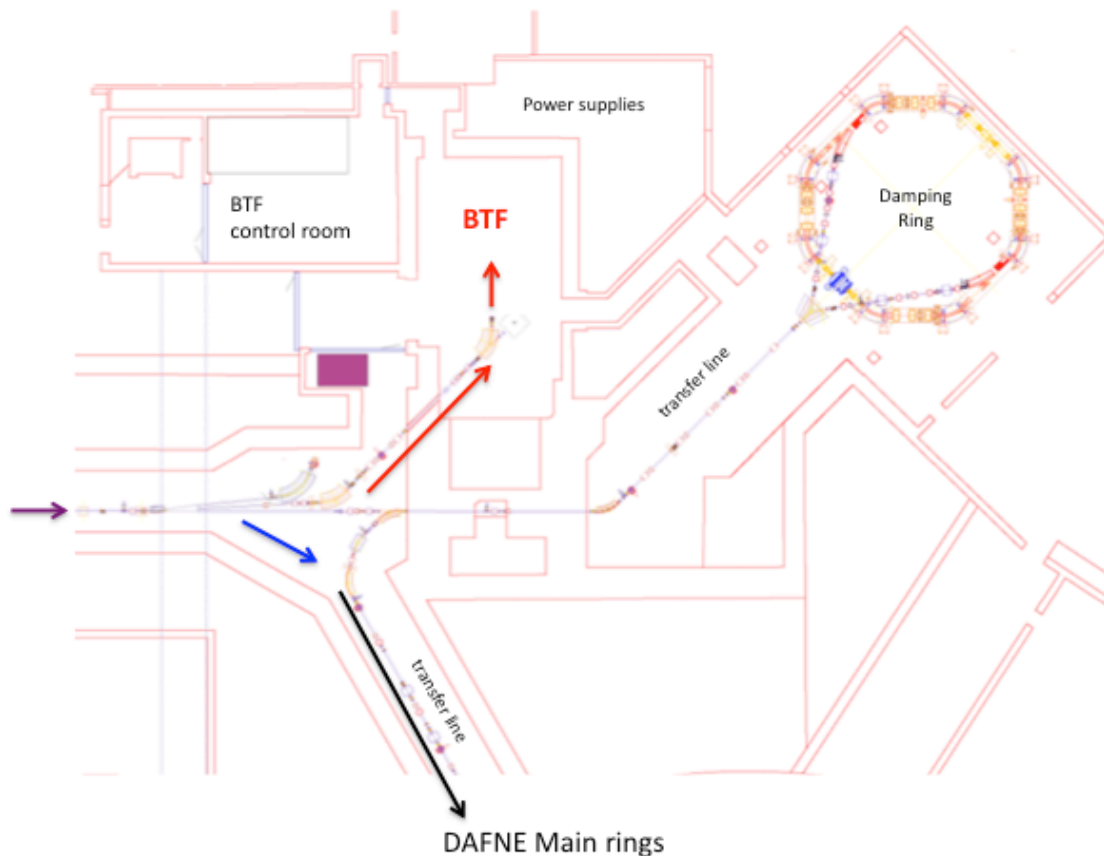 Power supplies
BTF
control room
BTF
Damping
Ring
transfer line
transfer line
DAFNE Main rings